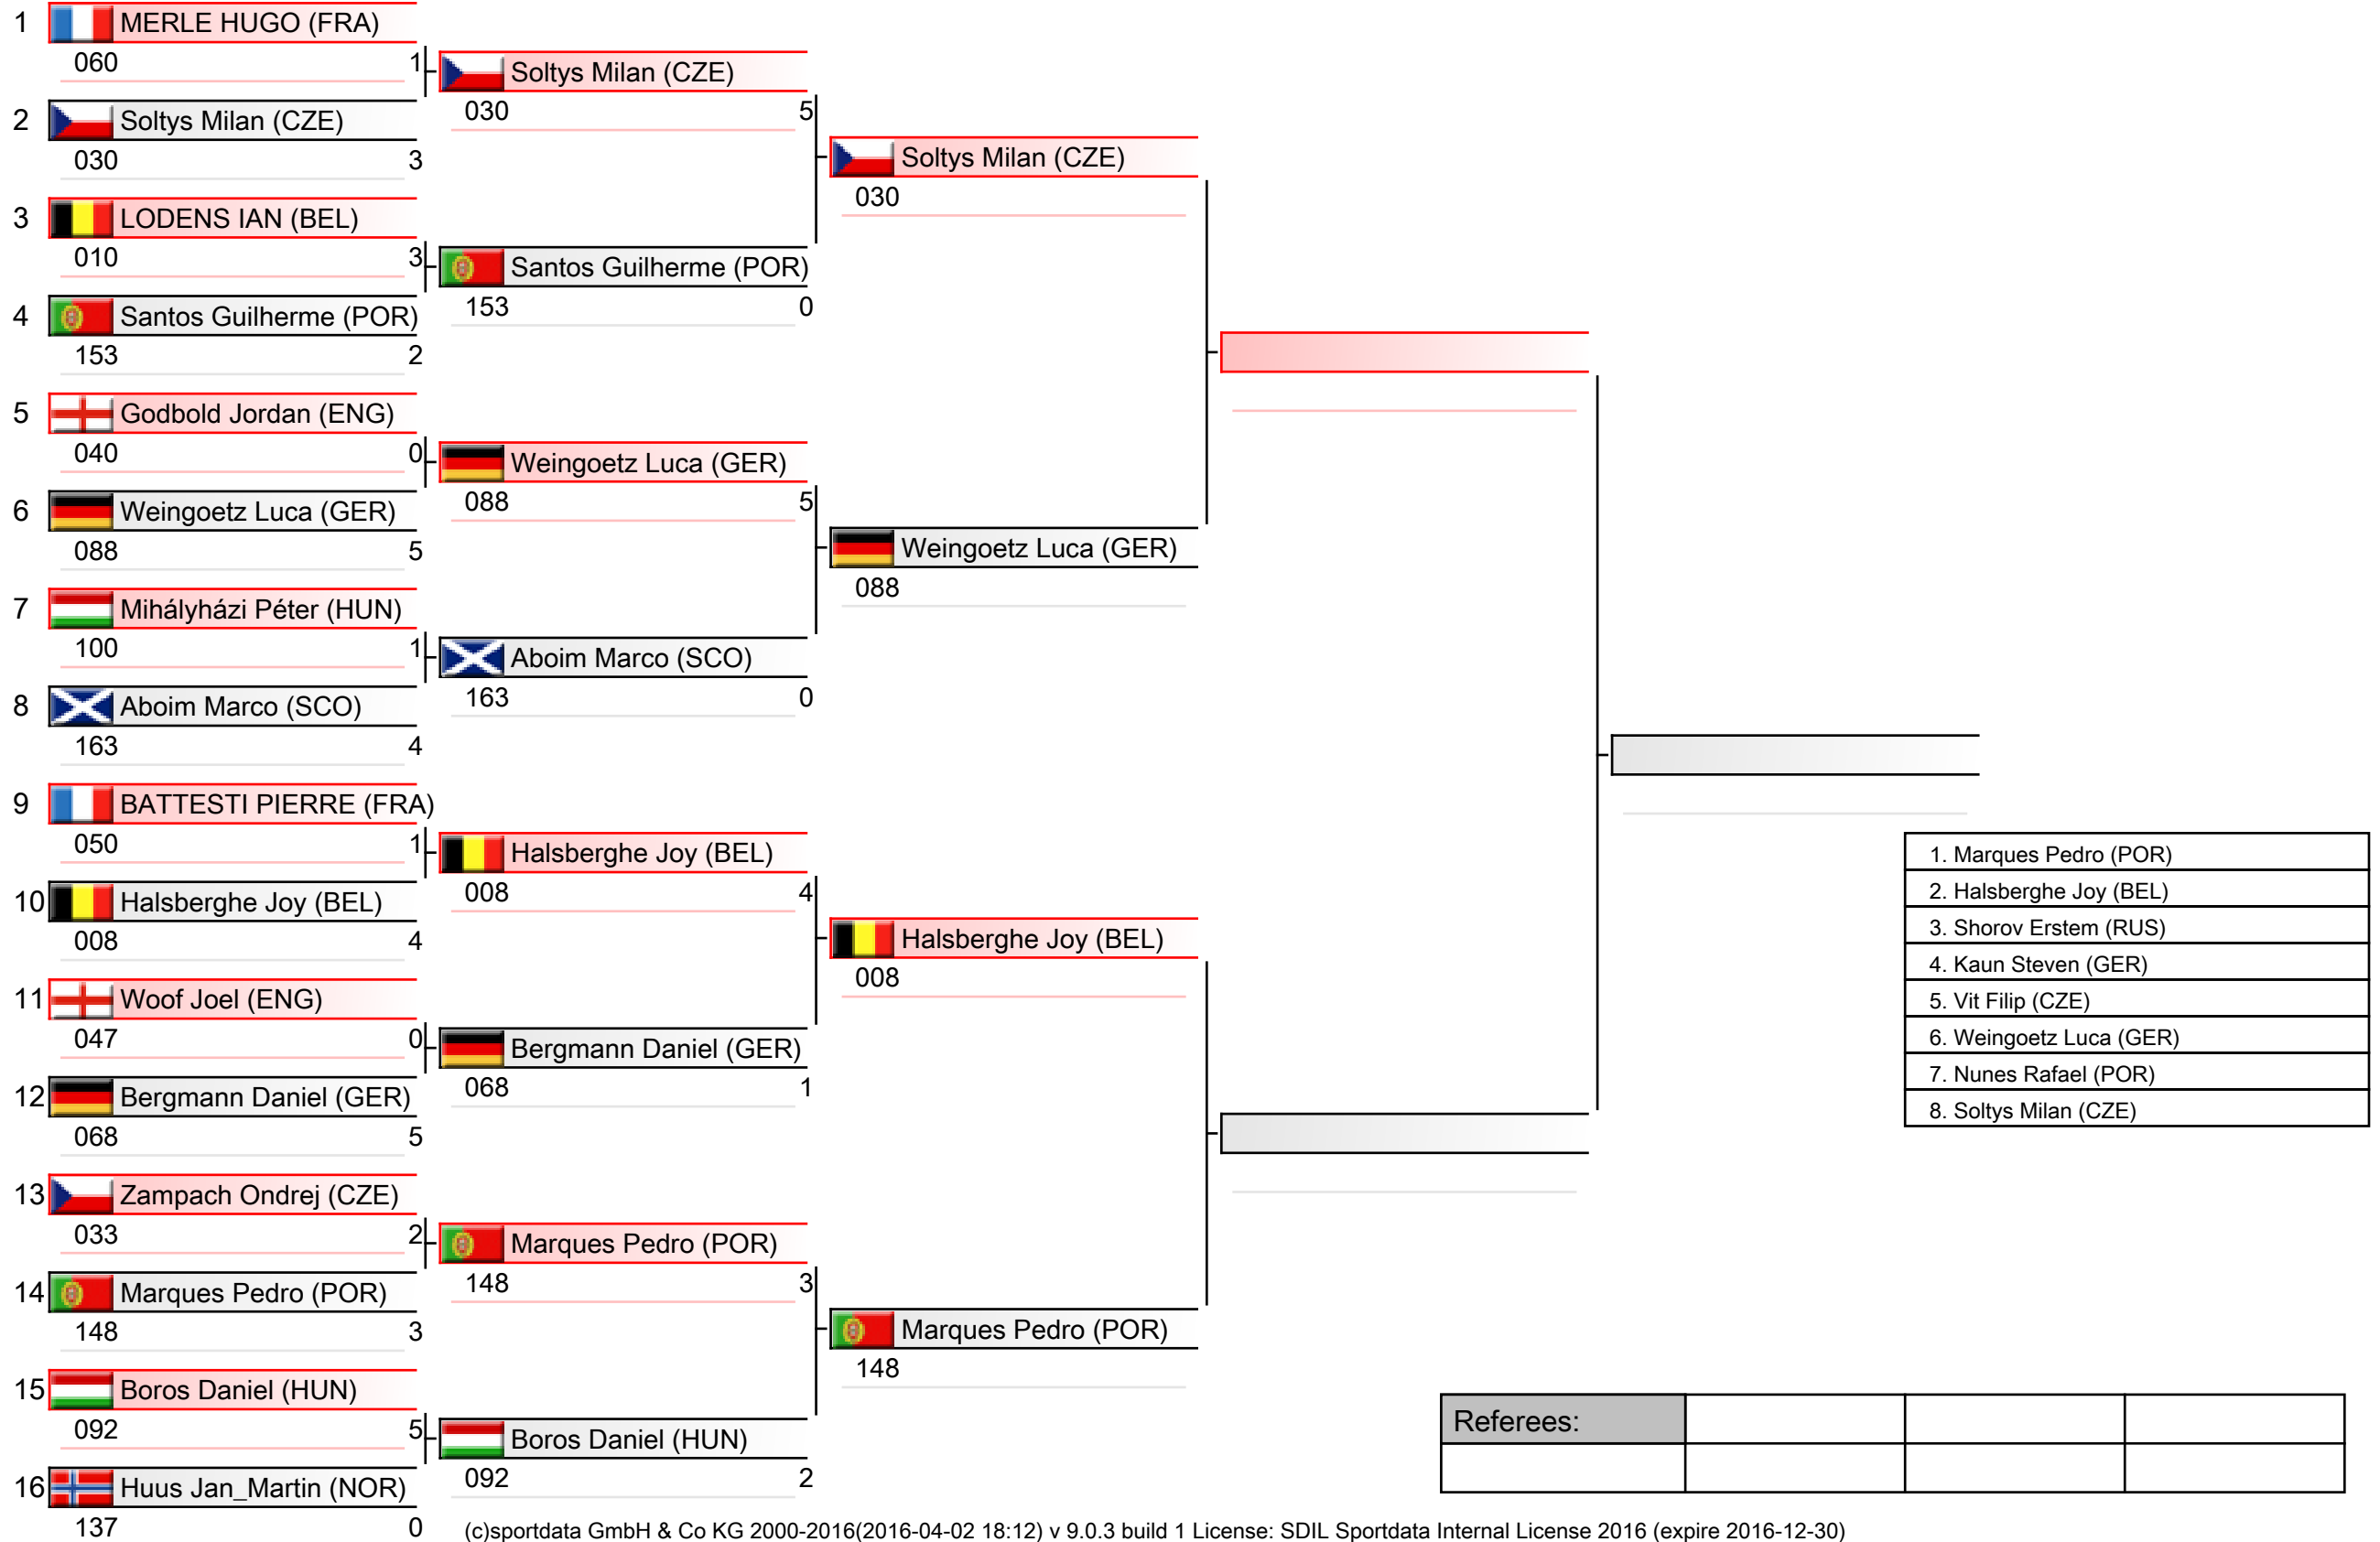 1 MERLE HUGO (FRA)
060 1
2 Soltys Milan (CZE)
030 3
3 LODENS IAN (BEL)
010 3
4 Santos Guilherme (POR)
153 2
5 Godbold Jordan (ENG)
040 0
6 Weingoetz Luca (GER)
088 5
7 Mihályházi Péter (HUN)
100 1
8 Aboim Marco (SCO)
163 4
9 BATTESTI PIERRE (FRA)
050 1
10 Halsberghe Joy (BEL)
008 4
11 Woof Joel (ENG)
047 0
12 Bergmann Daniel (GER)
068 5
13 Zampach Ondrej (CZE)
033 2
14 Marques Pedro (POR)
148 3
15 Boros Daniel (HUN)
092 5
16 Huus Jan_Martin (NOR)
137 0
Soltys Milan (CZE)
030 5
Santos Guilherme (POR)
153 0
Weingoetz Luca (GER)
088 5
Aboim Marco (SCO)
163 0
Halsberghe Joy (BEL)
008 4
Bergmann Daniel (GER)
068 1
Marques Pedro (POR)
148 3
Boros Daniel (HUN)
092 2
Soltys Milan (CZE)
030
Weingoetz Luca (GER)
088
Halsberghe Joy (BEL)
008
Marques Pedro (POR)
148
1. Marques Pedro (POR)
2. Halsberghe Joy (BEL)
3. Shorov Erstem (RUS)
4. Kaun Steven (GER)
5. Vit Filip (CZE)
6. Weingoetz Luca (GER)
7. Nunes Rafael (POR)
8. Soltys Milan (CZE)
Referees:
(c)sportdata GmbH & Co KG 2000-2016(2016-04-02 18:12) v 9.0.3 build 1 License: SDIL Sportdata Internal License 2016 (expire 2016-12-30)